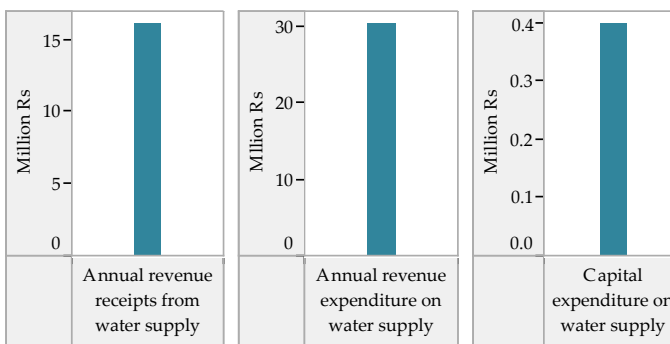 Million Rs
15
10
5
0
Annual revenue
receipts from
water supply
Million Rs
30
20
10
0
Annual revenue
expenditure on
water supply
Million Rs
0.4
0.3
0.2
0.1
0.0
Capital
expenditure on
water supply